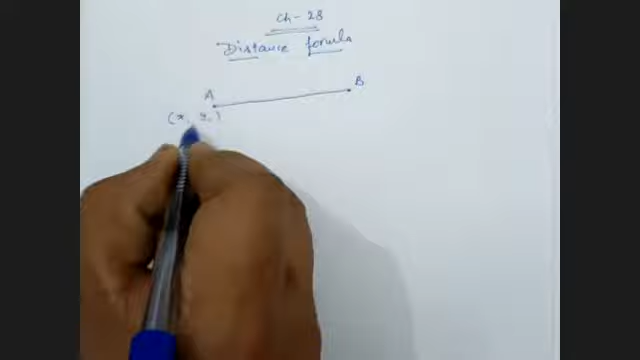 Ch - 28
Distance formula
A B
(x, y,)